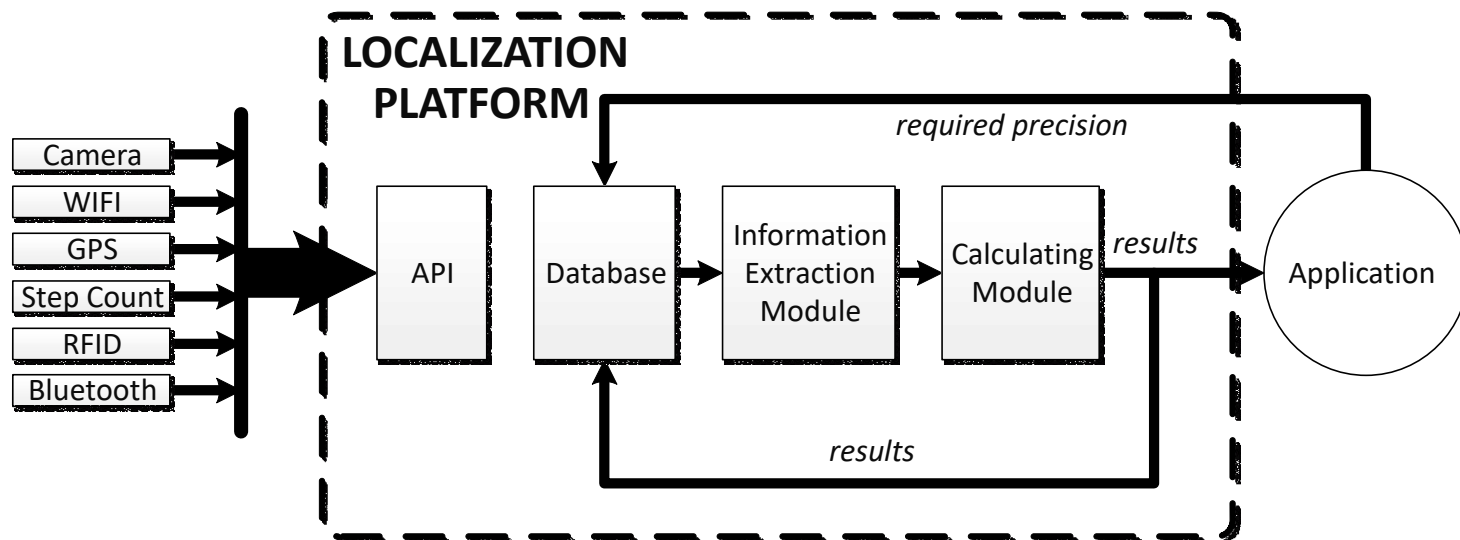 LOCALIZATION
PLATFORM
required precision
Camera
WIFI
GPS
Step Count
RFID
Bluetooth
API
Database
Information
Extraction
Module
Calculating
Module
results
Application
results